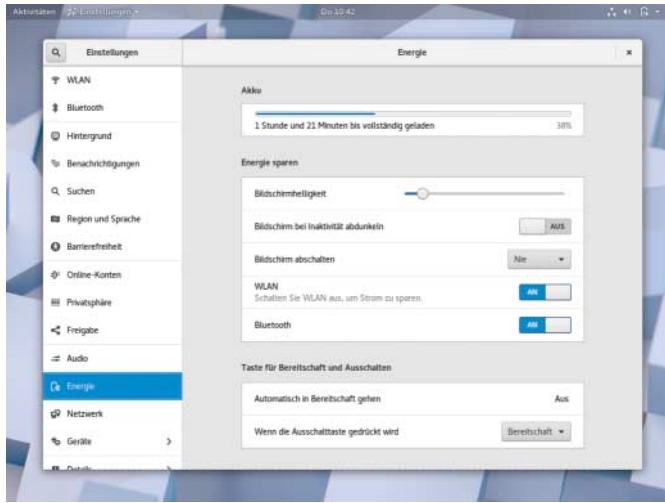 Aktivitäten
Einstellungen
Do 10:42
Einstellungen
Energie
WLAN
Bluetooth
Hintergrund
Benachrichtigungen
Suchen
Region und Sprache
Barrierefreiheit
Online-Konten
Privatsphäre
Freigabe
Audio
Energie
Netzwerk
Geräte
Details
Akku
1 Stunde und 21 Minuten bis vollständig geladen
38%
Energie sparen
Bildschirmhelligkeit
Bildschirm bei Inaktivität abdunkeln
AUS
Bildschirm abschalten
Nie
WLAN
Schalten Sie WLAN aus, um Strom zu sparen.
AN
Bluetooth
AN
Taste für Bereitschaft und Ausschalten
Automatisch in Bereitschaft gehen
Aus
Wenn die Ausschalttaste gedrückt wird
Bereitschaft